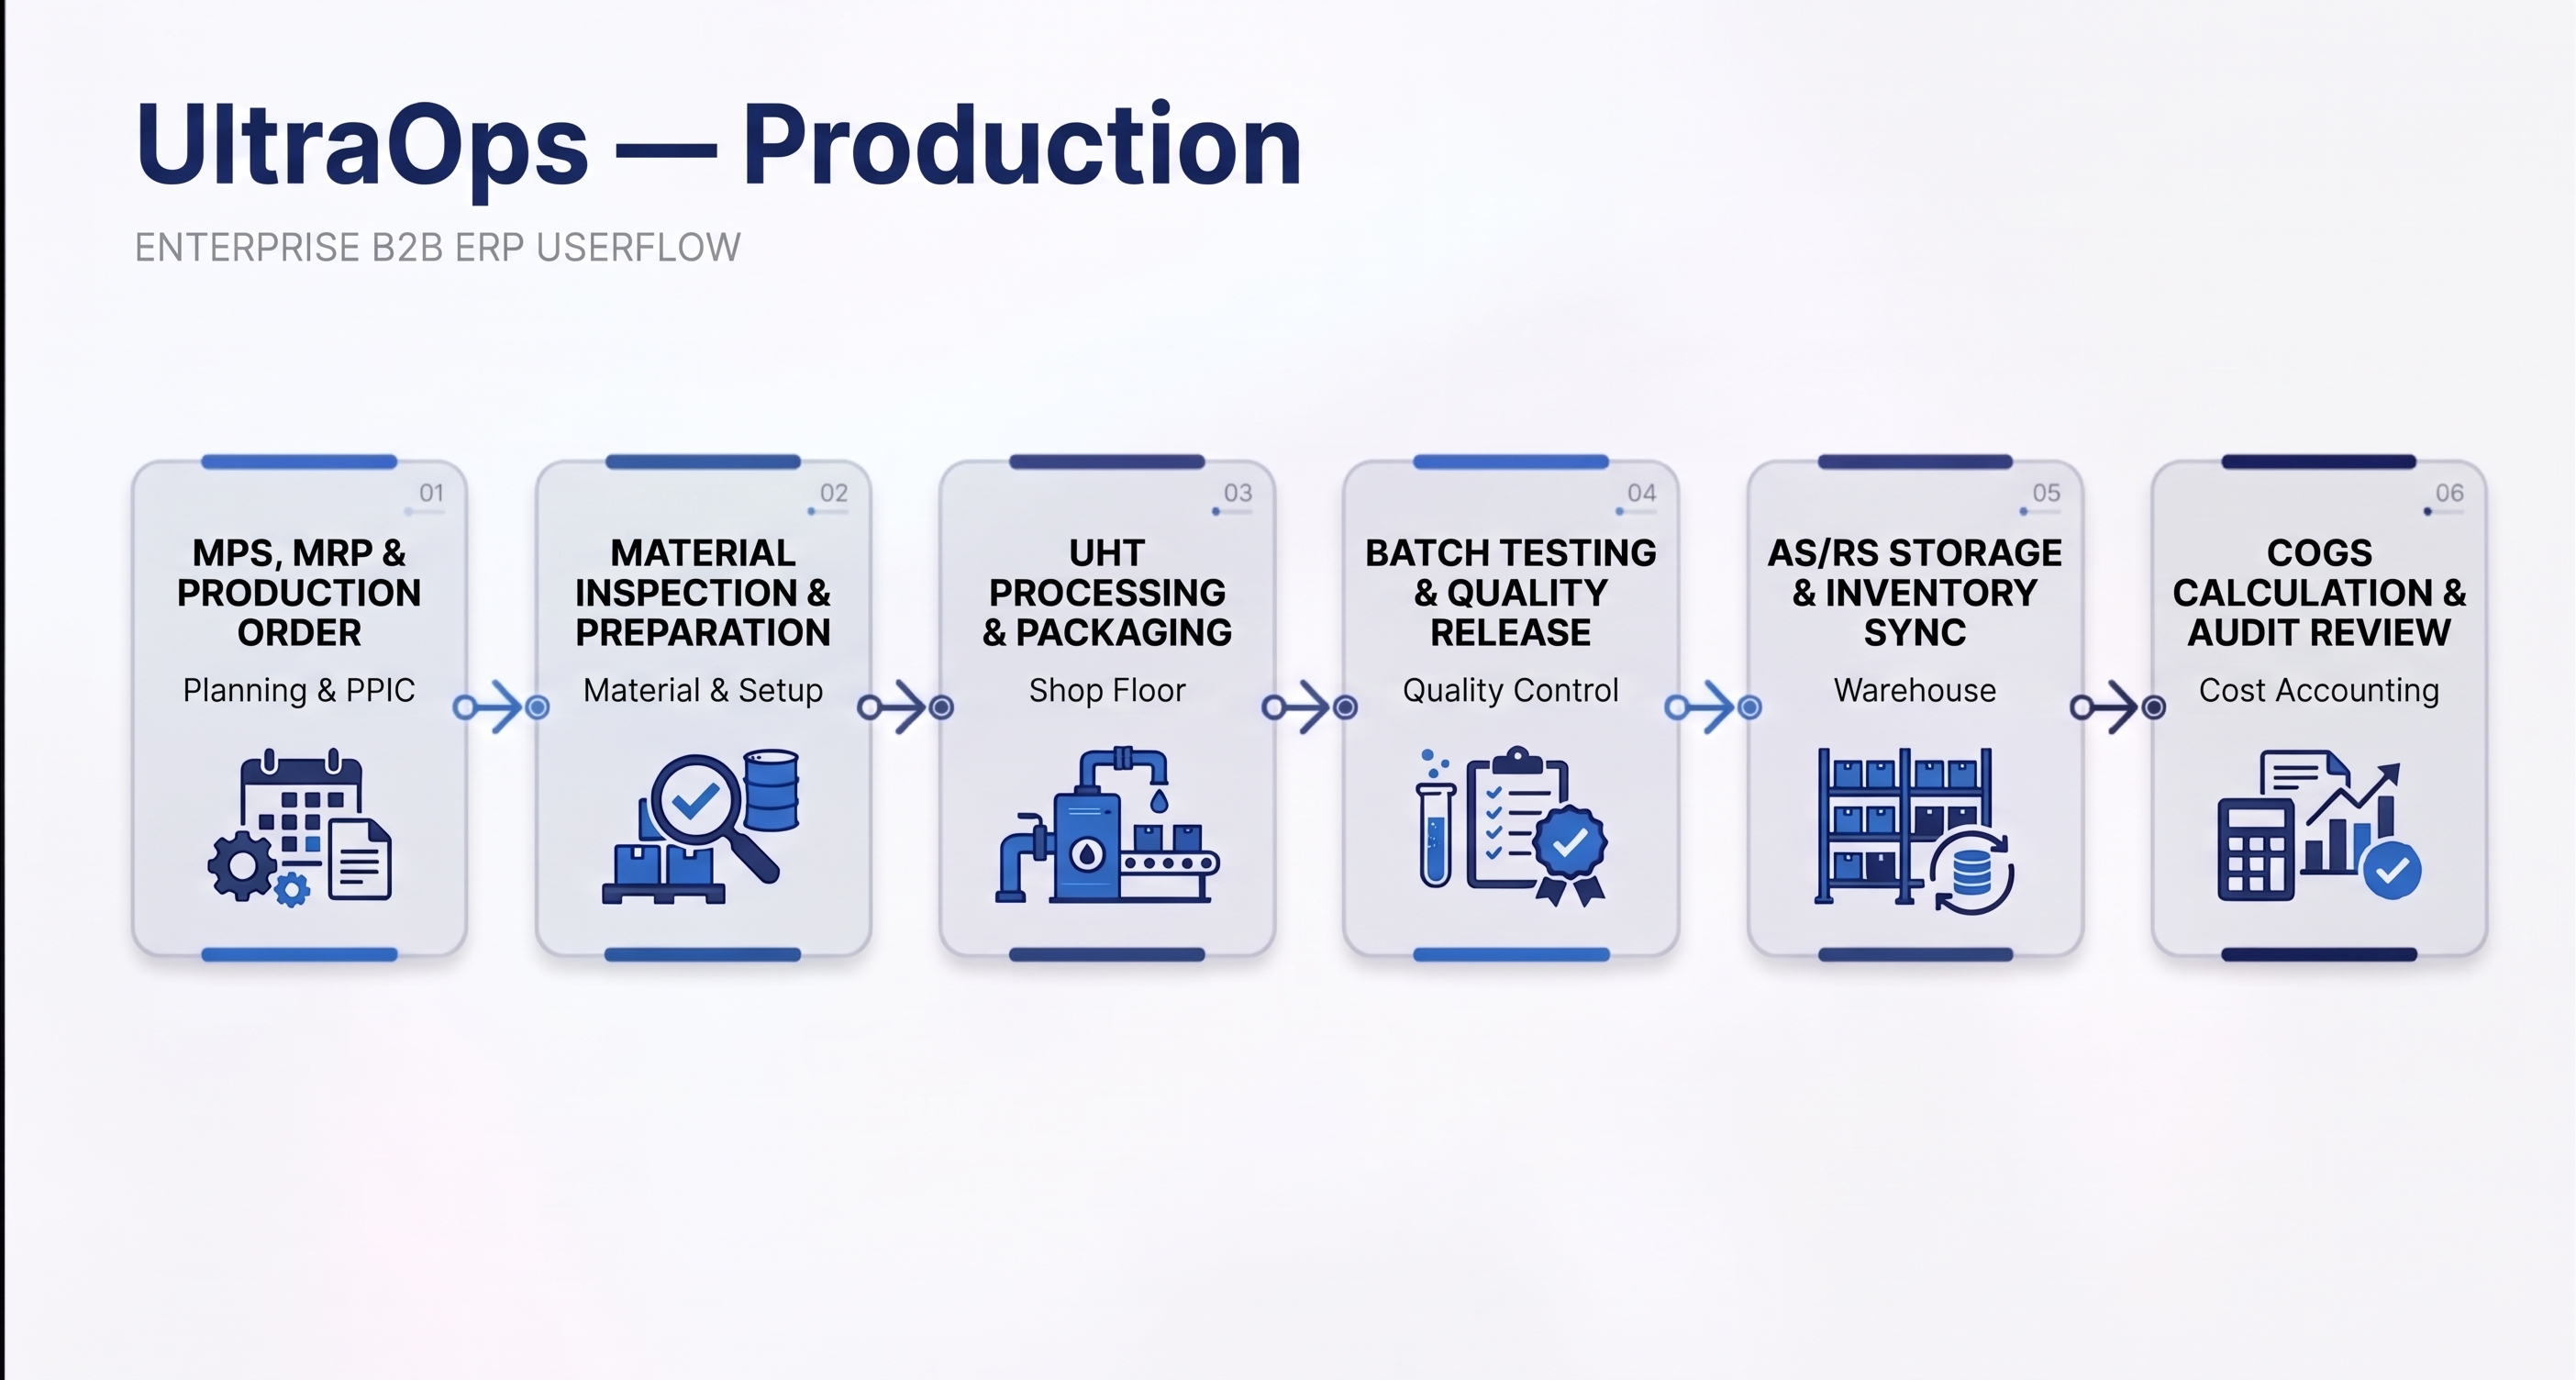 UltraOps — Production
ENTERPRISE B2B ERP USERFLOW
01
MPS, MRP &
PRODUCTION
ORDER
Planning & PPIC
02
MATERIAL
INSPECTION &
PREPARATION
Material & Setup
03
UHT
PROCESSING
& PACKAGING
Shop Floor
04
BATCH TESTING
& QUALITY
RELEASE
Quality Control
05
AS/RS STORAGE
& INVENTORY
SYNC
Warehouse
06
COGS
CALCULATION &
AUDIT REVIEW
Cost Accounting